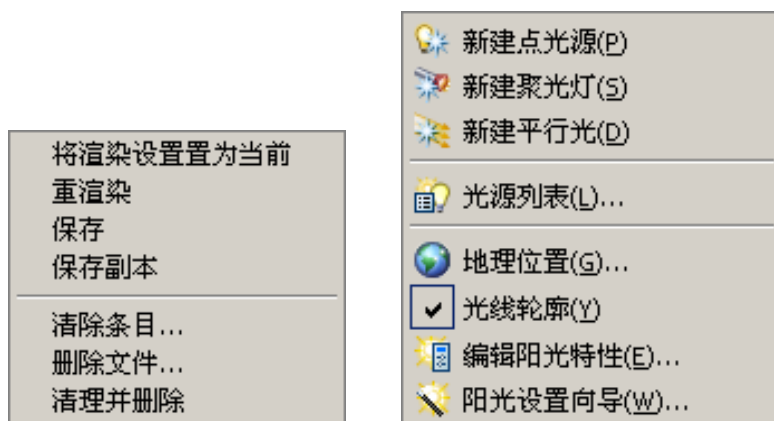 将渲染设置置为当前
重渲染
保存
保存副本
清除条目...
删除文件...
清理并删除
新建点光源(P)
新建聚光灯(S)
新建平行光(D)
光源列表(L)...
地理位置(G)...
光线轮廓(Y)
编辑阳光特性(E)...
阳光设置向导(W)...